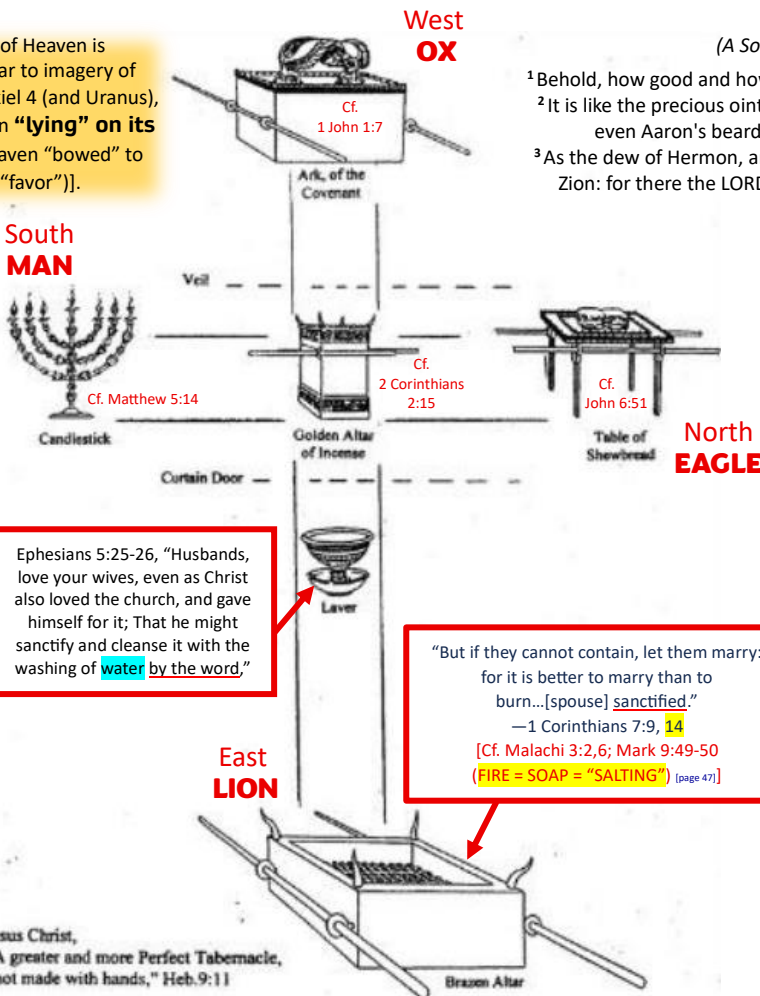 of Heaven is
ar to imagery of
kiel 4 (and Uranus),
n “lying” on its
aven “bowed” to
“favor”)].
West
OX
(A So
1 Behold, how good and how
2 It is like the precious oint
even Aaron's beard
3 As the dew of Hermon, a
Zion: for there the LORD
Cf.
1 John 1:7
Ark, of the
Covenant
South
MAN
Veil
Cf. Matthew 5:14
Candlestick
Cf.
2 Corinthians
2:15
Golden Altar
of Incense
Cf.
John 6:51
Table of
Shewbread
North
EAGLE
Curtain Door
Laver
Ephesians 5:25-26, “Husbands,
love your wives, even as Christ
also loved the church, and gave
himself for it; That he might
sanctify and cleanse it with the
washing of water by the word,”
“But if they cannot contain, let them marry:
for it is better to marry than to
burn…[spouse] sanctified.”
—1 Corinthians 7:9, 14
[Cf. Malachi 3:2,6; Mark 9:49-50
(FIRE = SOAP = “SALTING”) [page 47]]
East
LION
sus Christ,
A greater and more Perfect Tabernacle,
not made with hands," Heb.9:11
Brazen Altar